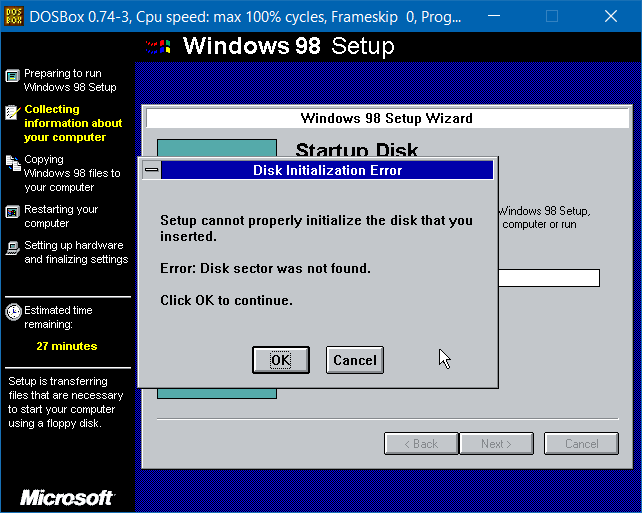 DOSBox 0.74-3, Cpu speed: max 100% cycles, Frameskip 0, Prog...
Windows 98 Setup
Preparing to run
Windows 98 Setup
Collecting
information about
your computer
Copying
Windows 98 files to
your computer
Restarting your
computer
Setting up hardware
and finalizing settings
Estimated time
remaining:
27 minutes
Setup is transferring
files that are necessary
to start your computer
using a floppy disk.
Microsoft
Windows 98 Setup Wizard
Startup Disk
Windows 98 Setup,
computer or run
Disk Initialization Error
Setup cannot properly initialize the disk that you
inserted.
Error: Disk sector was not found.
Click OK to continue.
OK
Cancel
< Back
Next >
Cancel